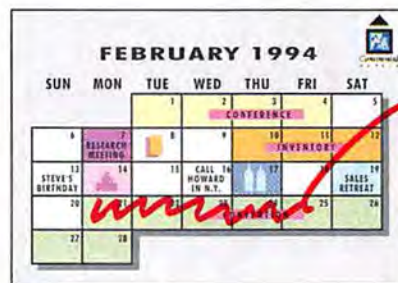 FEBRUARY 1994
SUN MON TUE WED THU FRI SAT
1 2 3 4 5
CONFERENCE
6 7 8 9 10 11 12
RESEARCH
MEETING
INVENTORY
13 14 15 16 17 18 19
STEVE'S
BIRTHDAY
CALL
HOWARD
IN N.Y.
SALES
RETREAT
20 21 25 26
27 28